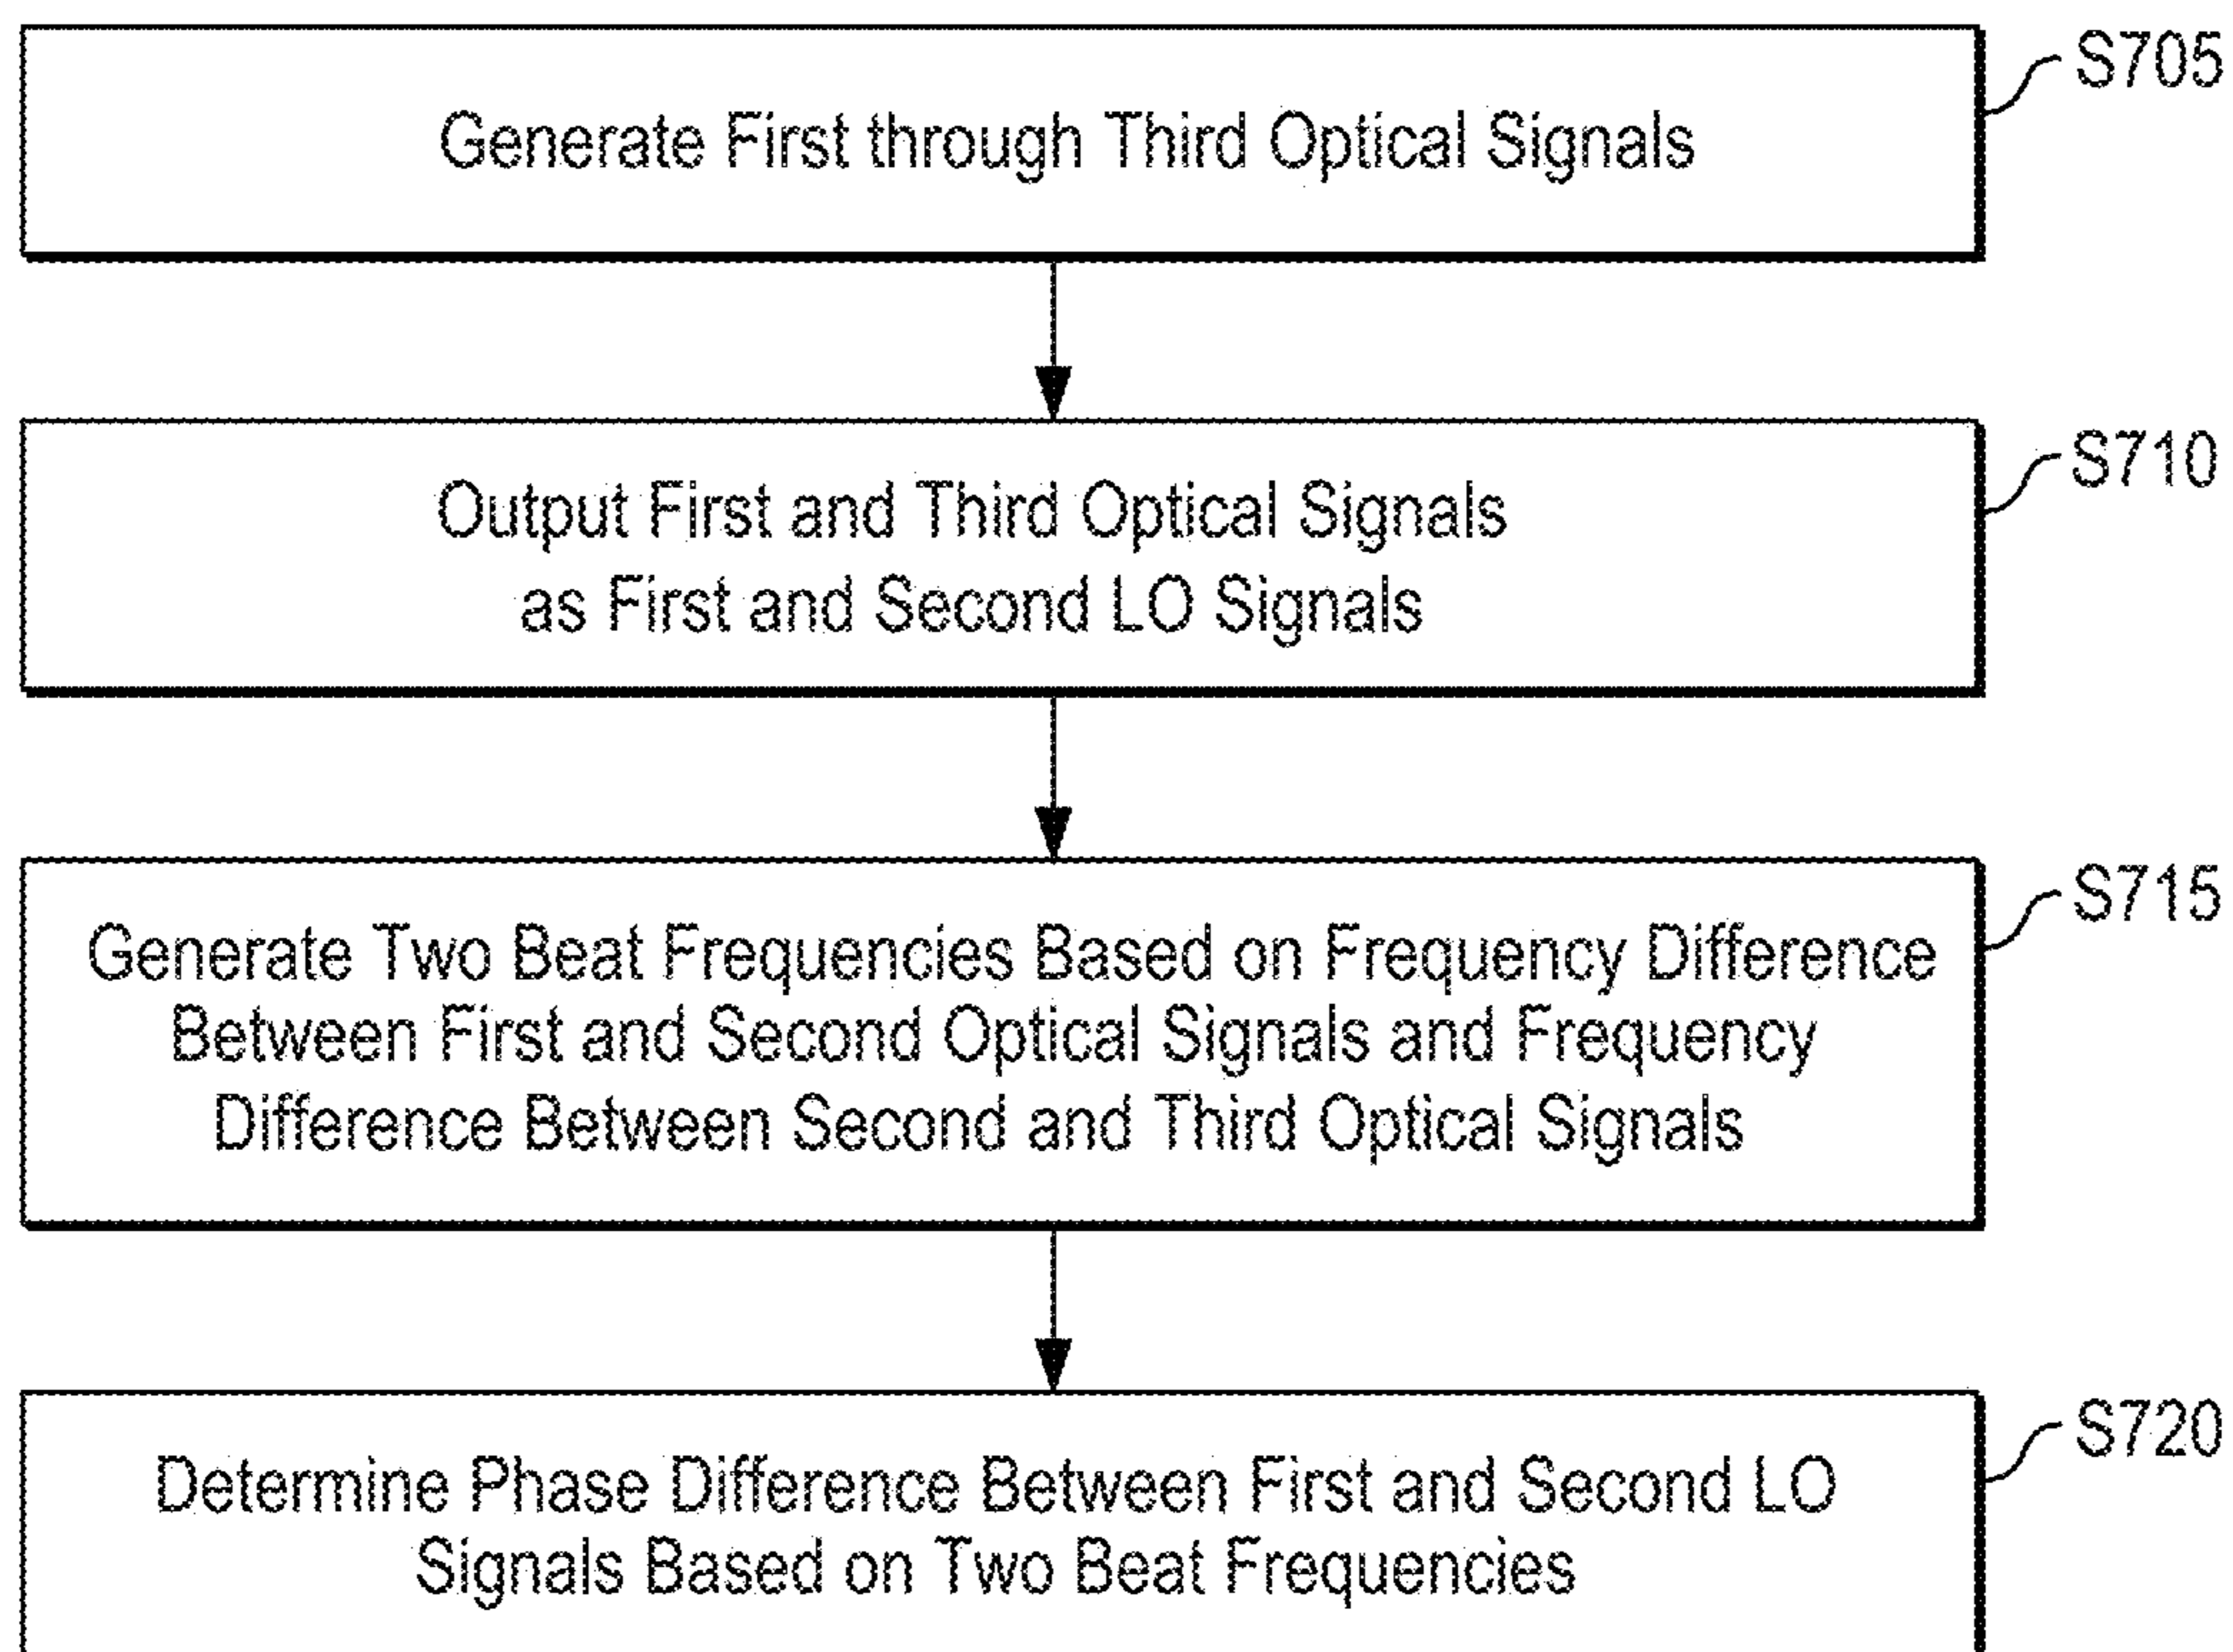 S705
Generate First through Third Optical Signals
S710
Output First and Third Optical Signals
as First and Second LO Signals
S715
Generate Two Beat Frequencies Based on Frequency Difference
Between First and Second Optical Signals and Frequency
Difference Between Second and Third Optical Signals
S720
Determine Phase Difference Between First and Second LO
Signals Based on Two Beat Frequencies